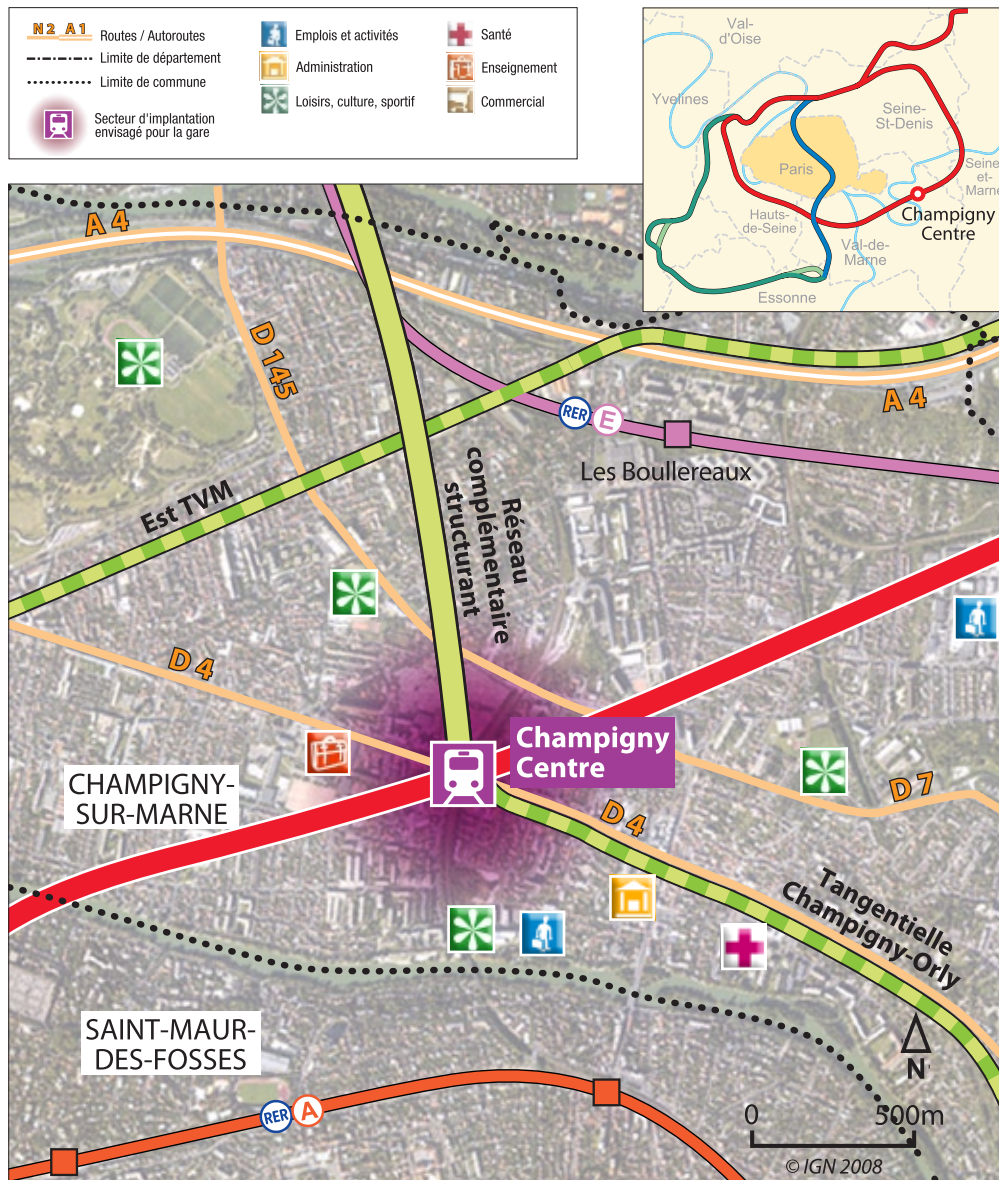 N2 A1
Routes / Autoroutes
Limite de département
Limite de commune
Secteur d'implantation
envisagé pour la gare
Emplois et activités
Administration
Loisirs, culture, sportif
Santé
Enseignement
Commercial
Val-
d'Oise
Yvelines
Seine-
St-Denis
Paris
Seine-
et-
Marne
Hauts-
de-Seine
Champigny
Centre
Val-de-
Marne
Essonne
A 4
D 145
A 4
RER E
Les Boullereaux
Est TVM
Réseau
complémentaire
structurant
D 4
Champigny
Centre
CHAMPIGNY-
SUR-MARNE
D 7
D 4
Tangentielle
Champigny-Orly
SAINT-MAUR-
DES-FOSSES
N
RER A
0 500m
© IGN 2008